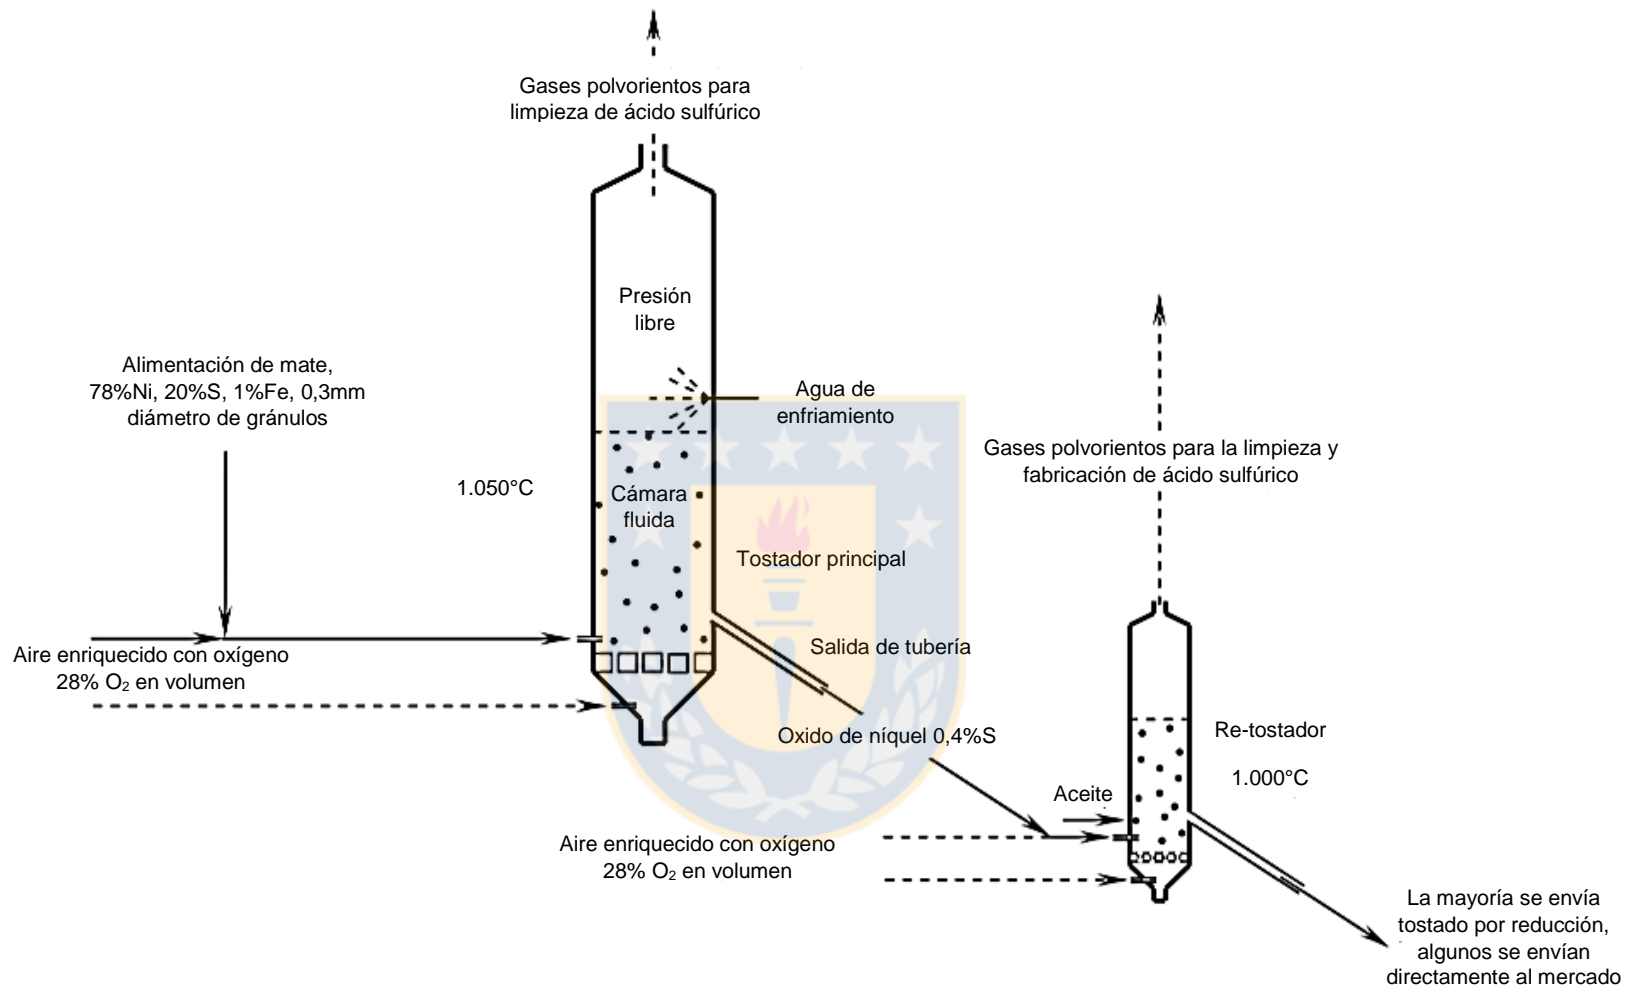 Gases polvorientos para
limpieza de ácido sulfúrico
Presión
libre
Alimentación de mate,
78%Ni, 20%S, 1%Fe, 0,3mm
diámetro de gránulos
Agua de
enfriamiento
Gases polvorientos para la limpieza y
fabricación de ácido sulfúrico
1.050°C
Cámara
fluida
Tostador principal
Salida de tubería
Aire enriquecido con oxígeno
28% O₂ en volumen
Oxido de níquel 0,4%S
Re-tostador
1.000°C
Aceite
Aire enriquecido con oxígeno
28% O₂ en volumen
La mayoría se envía
tostado por reducción,
algunos se envían
directamente al mercado